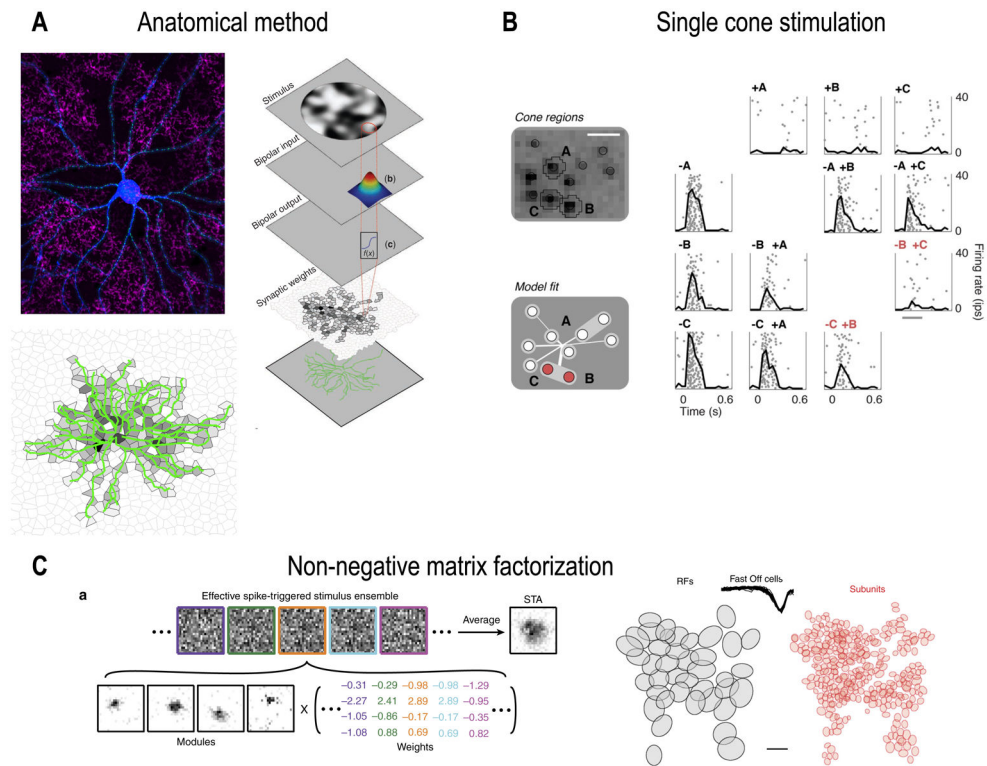 A
Anatomical method
Stimulus
Bipolar input
(b)
Bipolar output
(c)
f(x)
Synaptic weights
B
Single cone stimulation
Cone regions
A
C
B
Model fit
A
C
B
+A
+B
+C
40
0
-A
-A +B
-A +C
40
0
-B
-B +A
-B +C
40
0
Firing rate (ips)
-C
-C +A
-C +B
0 0.6
0 0.6
0 0.6
Time (s)
C
Non-negative matrix factorization
a
Effective spike-triggered stimulus ensemble
STA
Average
−0.31 −0.29 −0.98 −0.98 −1.29
−2.27 2.41 2.89 2.89 −0.95
−1.05 −0.86 −0.17 −0.17 −0.35
−1.08 0.88 0.69 0.69 0.82
X
Modules
Weights
RFs
Fast Off cells
Subunits